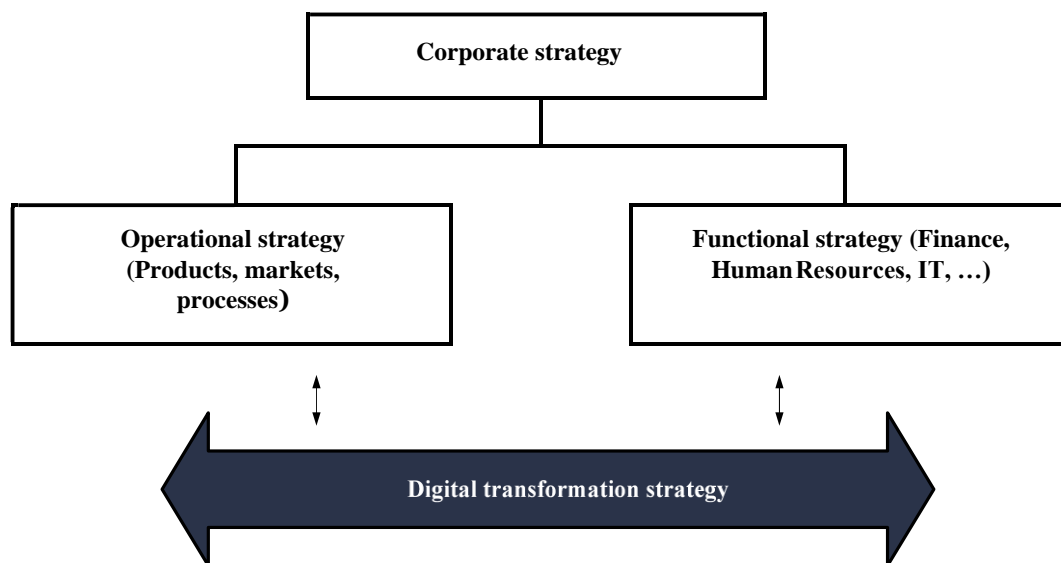 Corporate strategy
Operational strategy
(Products, markets,
processes)
Functional strategy (Finance,
Human Resources, IT, …)
Digital transformation strategy